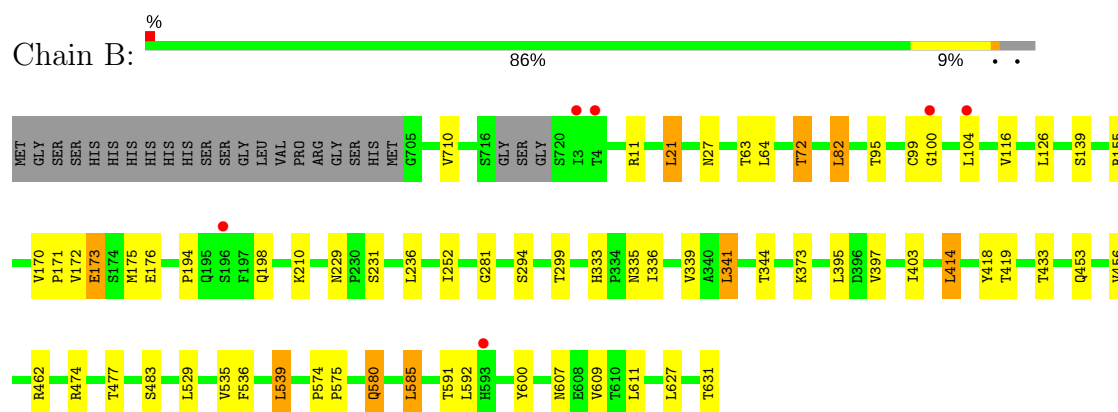 %
Chain B:
86% 9% • •
MET GLY SER SER HIS HIS HIS HIS HIS HIS SER SER GLY LEU VAL PRO ARG GLY SER HIS MET G705 V710 S716 GLY SER GLY S720 I3 T4 R11 L21 N27 T63 L64 T72 L82 T95 C99 G100 L104 V116 L126 S139
V170 P171 V172 E173 S174 M175 E176 P194 Q195 S196 F197 Q198 K210 N229 P230 S231 L236 I252 G281 S294 T299 H333 P334 N335 I336 V339 A340 L341 T344 K373 L395 D396 V397 I403 L414 Y418 T419 T433 Q453
R462 R474 T477 S483 L529 V535 F536 L539 P574 P575 Q580 L585 T591 L592 H593 Y600 N607 E608 V609 T610 L611 L627 T631